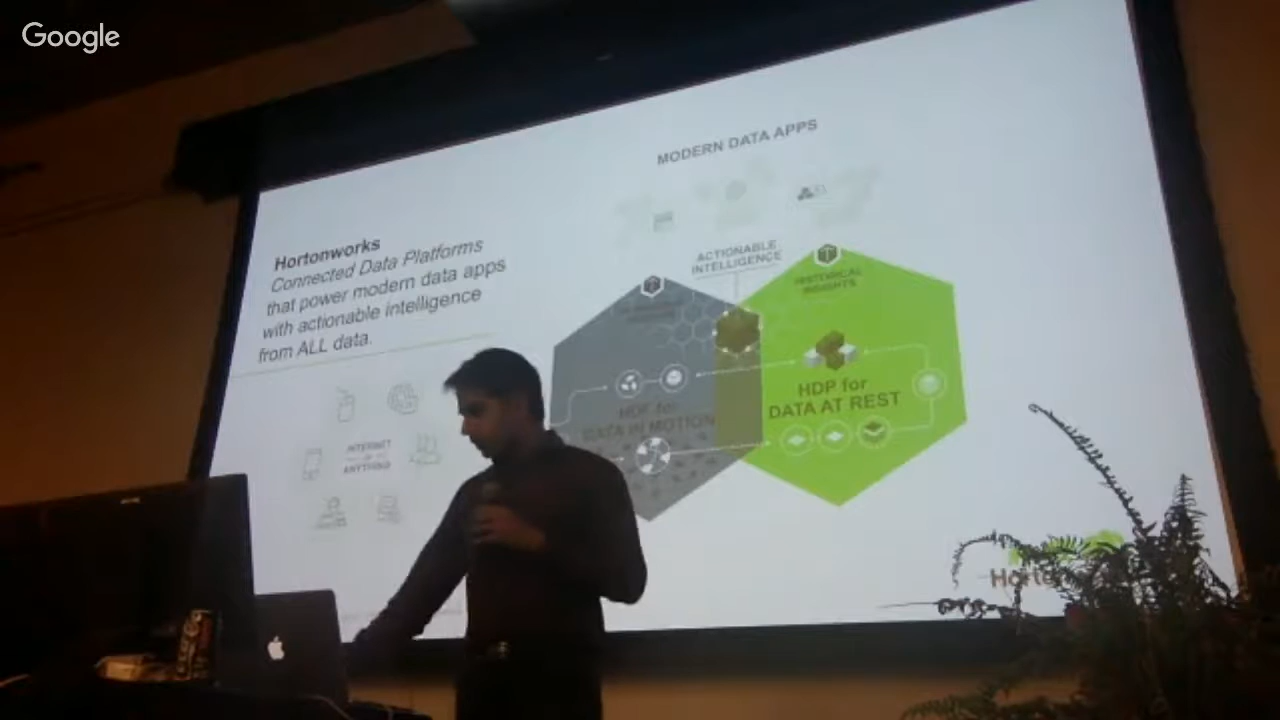 Google
MODERN DATA APPS
Hortonworks
Connected Data Platforms
that power modern data apps
with actionable intelligence
from ALL data.
ACTIONABLE
INTELLIGENCE
HISTORICAL
INSIGHTS
INTERNET
OF
ANYTHING
HDF for
DATA IN MOTION
HDP for
DATA AT REST